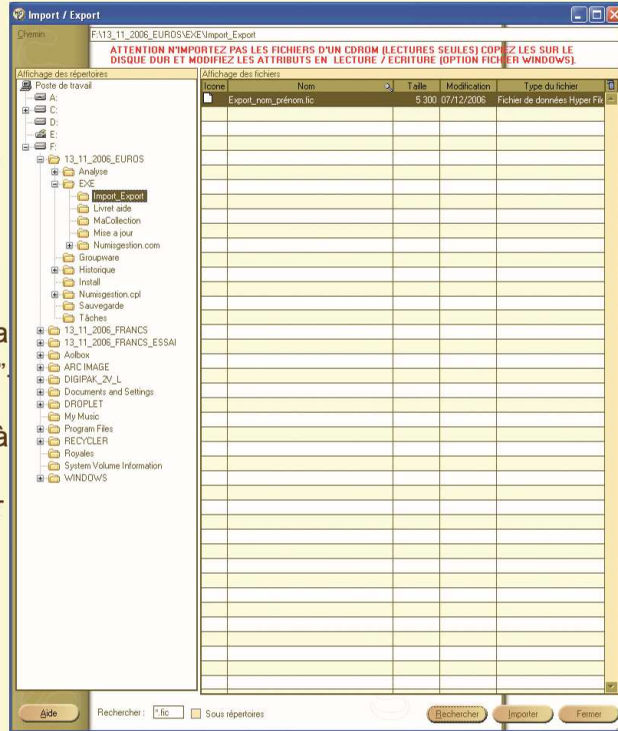 Import / Export
Chemin F:\13_11_2006_EUROS\EXE\Import_Export
ATTENTION N'IMPORTEZ PAS LES FICHIERS D'UN CDROM (LECTURES SEULES) COPIEZ LES SUR LE
DISQUE DUR ET MODIFIEZ LES ATTRIBUTS EN LECTURE / ECRITURE (OPTION FICHIER WINDOWS).
Affichage des répertoires
Poste de travail
A:
C:
D:
E:
F:
13_11_2006_EUROS
Analyse
EXE
Import_Export
Livret aide
MaCollection
Mise a jour
Numisgestion.com
Groupware
Historique
Install
Numisgestion.cpl
Sauvegarde
Tâches
13_11_2006_FRANCS
13_11_2006_FRANCS_ESSAI
Aolbox
ARC IMAGE
DIGIPAK_2V_L
Documents and Settings
DROPLET
My Music
Program Files
RECYCLER
Royales
System Volume Information
WINDOWS
Affichage des fichiers
Icone Nom Taille Modification Type du fichier
Export_nom_prénom.fic 5 300 07/12/2006 Fichier de données Hyper File
a
".
à
-
Aide Rechercher : *.fic Sous répertoires Rechercher Importer Fermer